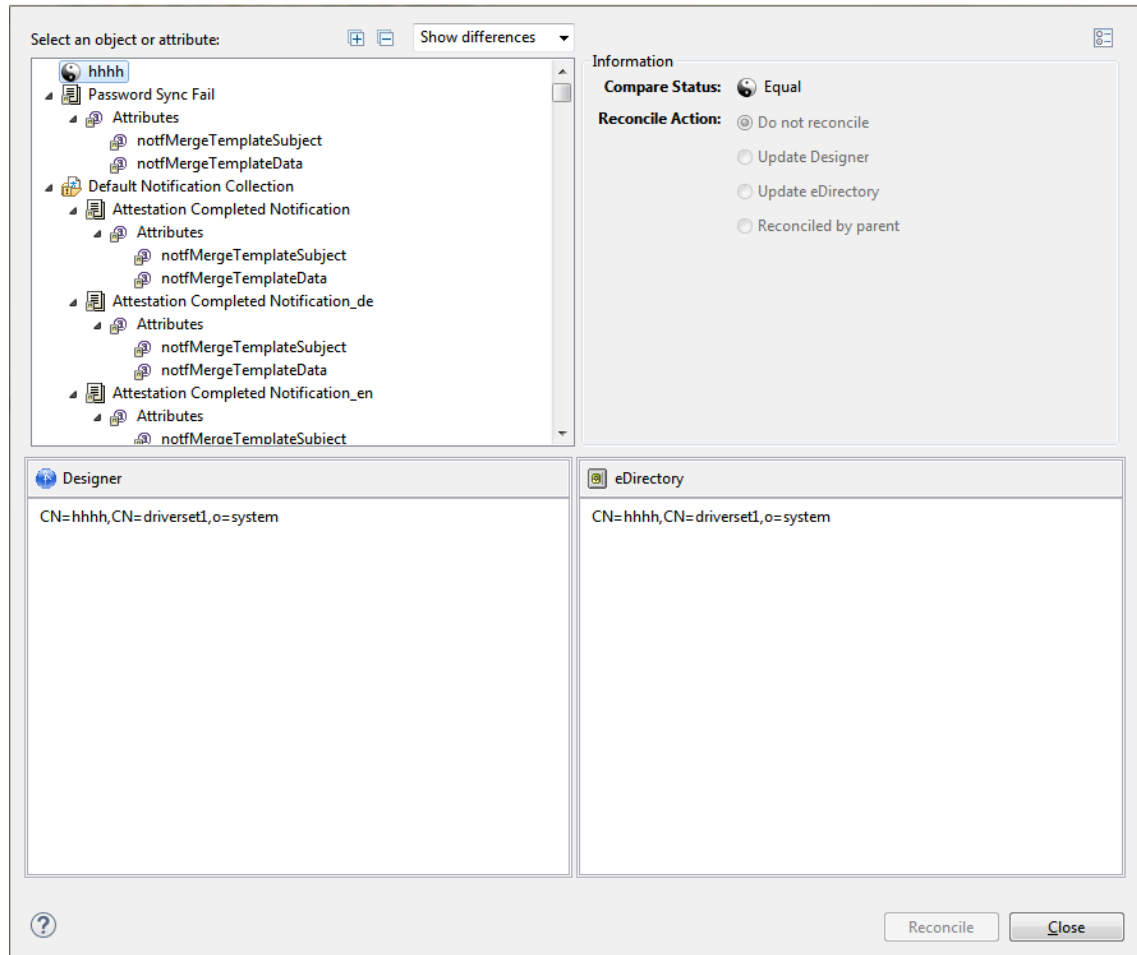 Select an object or attribute:
Show differences
hhhh
Password Sync Fail
Attributes
notfMergeTemplateSubject
notfMergeTemplateData
Default Notification Collection
Attestation Completed Notification
Attributes
notfMergeTemplateSubject
notfMergeTemplateData
Attestation Completed Notification_de
Attributes
notfMergeTemplateSubject
notfMergeTemplateData
Attestation Completed Notification_en
Attributes
notfMergeTemplateSubject
Information
Compare Status: Equal
Reconcile Action: Do not reconcile
Update Designer
Update eDirectory
Reconciled by parent
Designer
CN=hhhh,CN=driverset1,o=system
eDirectory
CN=hhhh,CN=driverset1,o=system
Reconcile
Close